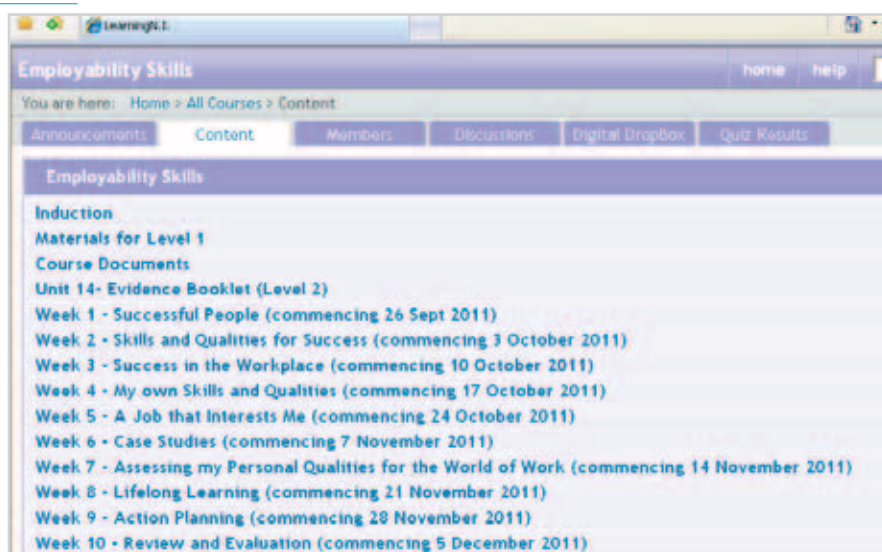 LearningN.I.
Employability Skills home help
You are here: Home > All Courses > Content
Announcements Content Members Discussions Digital DropBox Quiz Results
Employability Skills
Induction
Materials for Level 1
Course Documents
Unit 14- Evidence Booklet (Level 2)
Week 1 - Successful People (commencing 26 Sept 2011)
Week 2 - Skills and Qualities for Success (commencing 3 October 2011)
Week 3 - Success in the Workplace (commencing 10 October 2011)
Week 4 - My own Skills and Qualities (commencing 17 October 2011)
Week 5 - A Job that Interests Me (commencing 24 October 2011)
Week 6 - Case Studies (commencing 7 November 2011)
Week 7 - Assessing my Personal Qualities for the World of Work (commencing 14 November 2011)
Week 8 - Lifelong Learning (commencing 21 November 2011)
Week 9 - Action Planning (commencing 28 November 2011)
Week 10 - Review and Evaluation (commencing 5 December 2011)